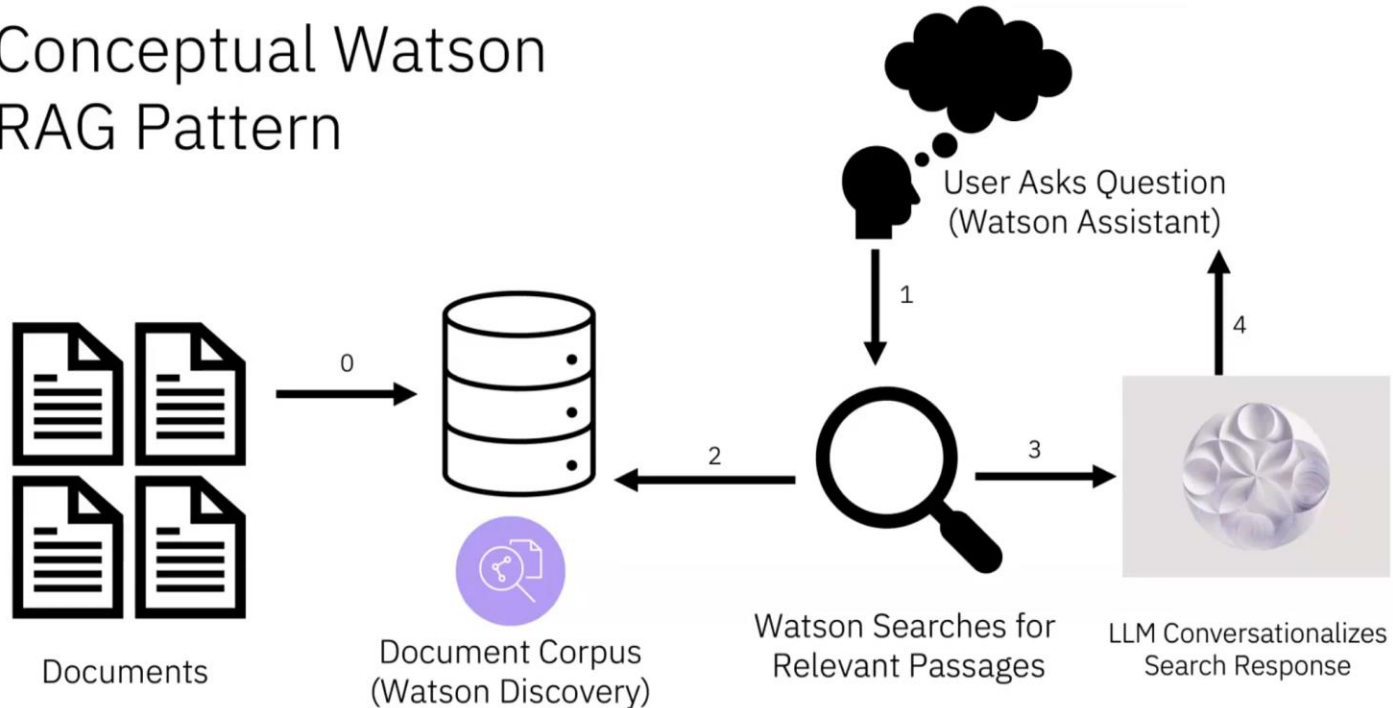 Conceptual Watson
RAG Pattern
User Asks Question
(Watson Assistant)
1
4
0
2
3
Documents
Document Corpus
(Watson Discovery)
Watson Searches for
Relevant Passages
LLM Conversationalizes
Search Response